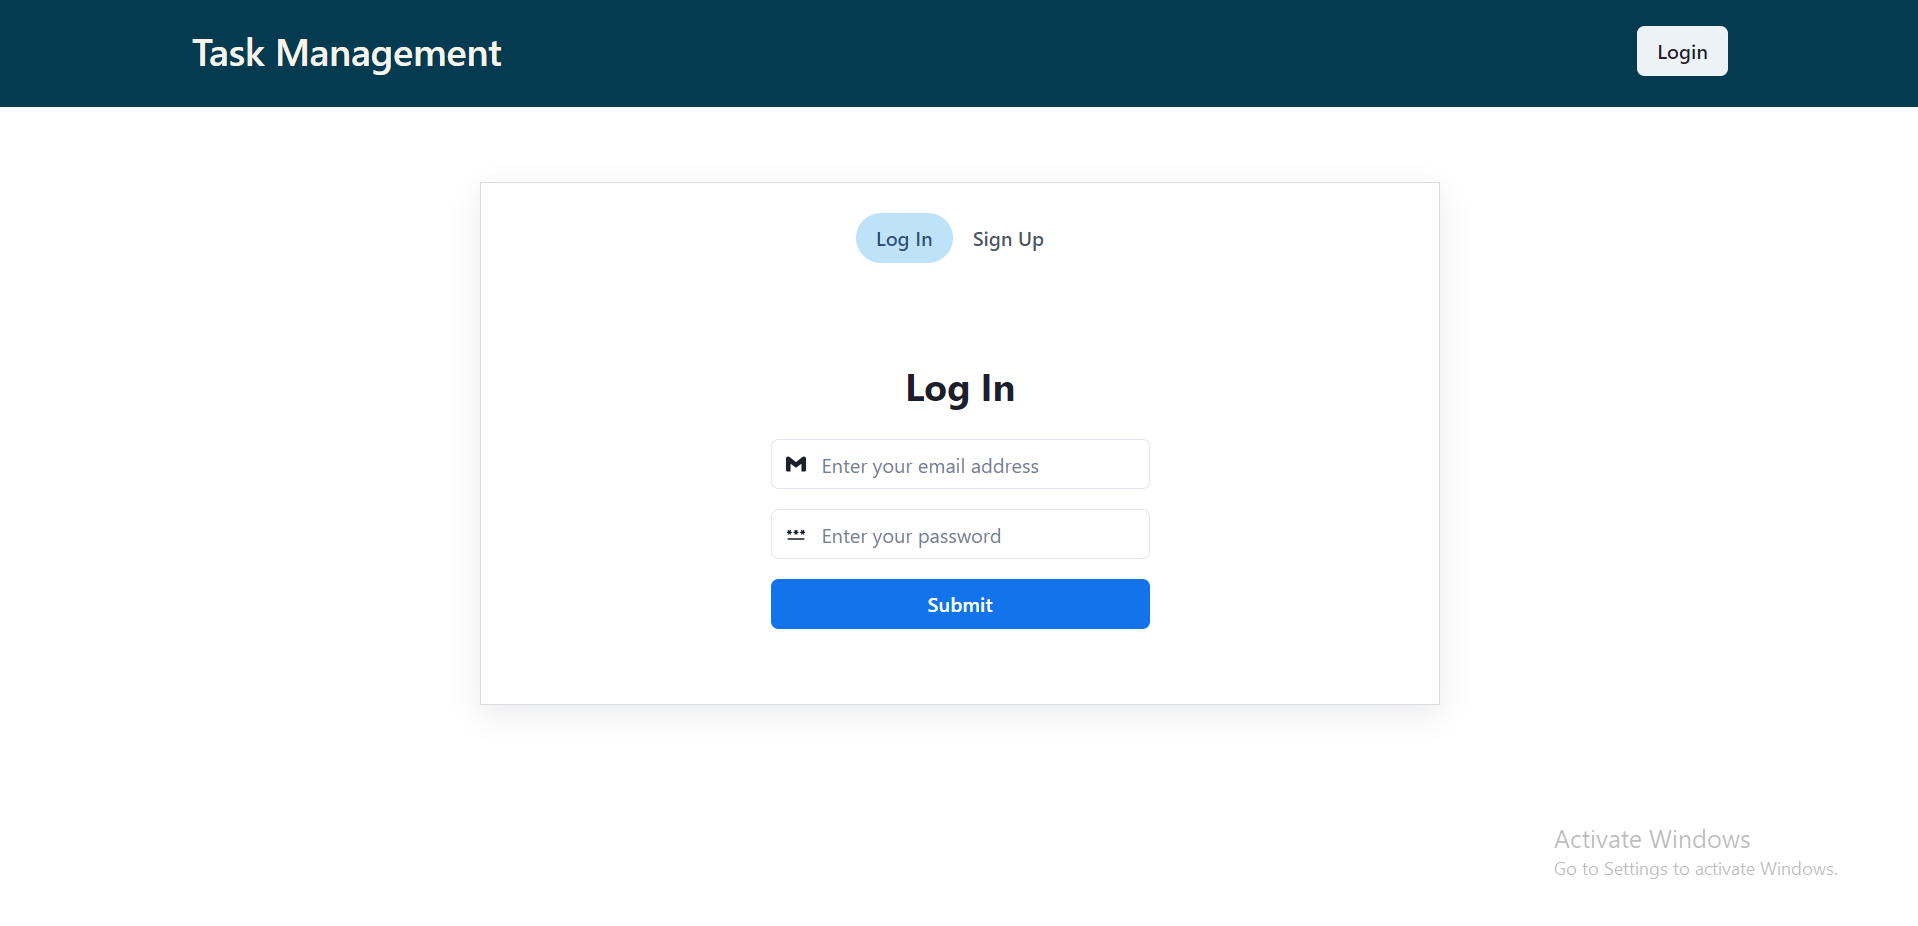 Task Management
Login
Log In
Sign Up
Log In
Enter your email address
Enter your password
Submit
Activate Windows
Go to Settings to activate Windows.